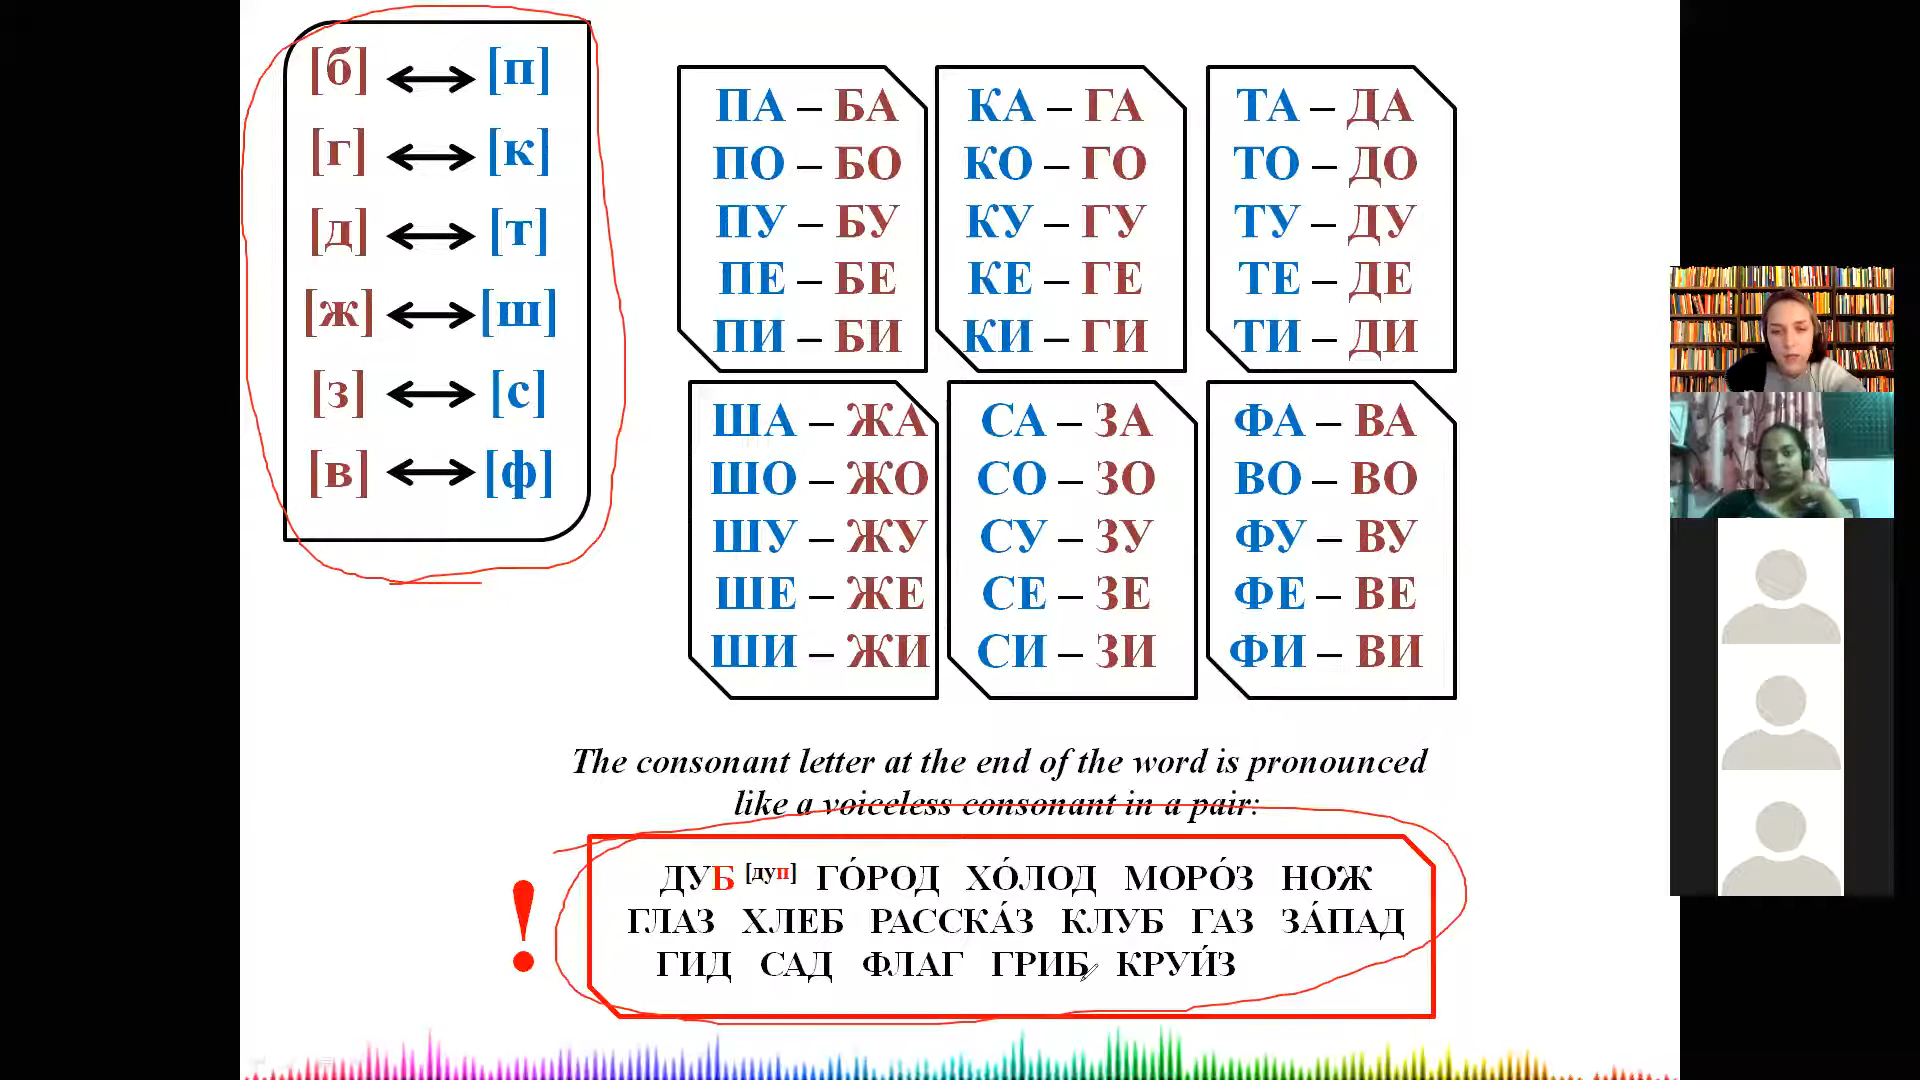 [б] ↔ [п]
[г] ↔ [к]
[д] ↔ [т]
[ж] ↔ [ш]
[з] ↔ [с]
[в] ↔ [ф]
ПА – БА
ПО – БО
ПУ – БУ
ПЕ – БЕ
ПИ – БИ
КА – ГА
КО – ГО
КУ – ГУ
КЕ – ГЕ
КИ – ГИ
ТА – ДА
ТО – ДО
ТУ – ДУ
ТЕ – ДЕ
ТИ – ДИ
ША – ЖА
ШО – ЖО
ШУ – ЖУ
ШЕ – ЖЕ
ШИ – ЖИ
СА – ЗА
СО – ЗО
СУ – ЗУ
СЕ – ЗЕ
СИ – ЗИ
ФА – ВА
ВО – ВО
ФУ – ВУ
ФЕ – ВЕ
ФИ – ВИ
The consonant letter at the end of the word is pronounced
like a voiceless consonant in a pair:
! ДУБ [дуп] ГО́РОД ХО́ЛОД МОРО́З НОЖ
ГЛАЗ ХЛЕБ РАССКА́З КЛУБ ГАЗ ЗА́ПАД
ГИД САД ФЛАГ ГРИБ КРУИ́З